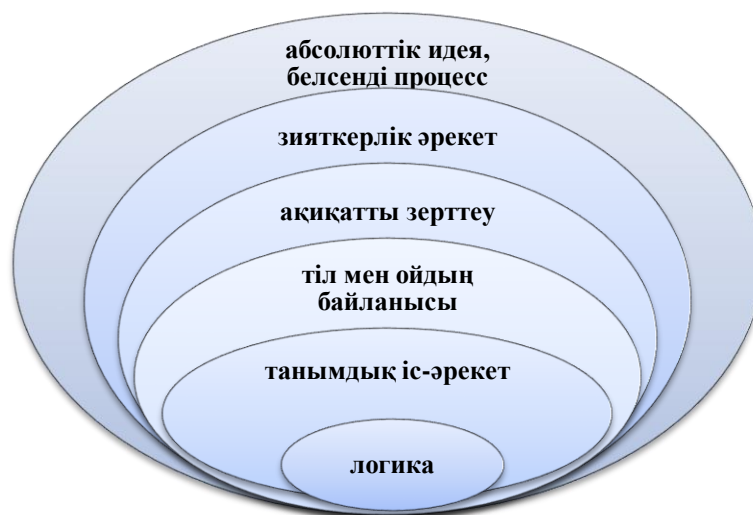 абсолюттік идея,
белсенді процесс
зияткерлік әрекет
ақиқатты зерттеу
тіл мен ойдың
байланысы
танымдық іс-әрекет
логика